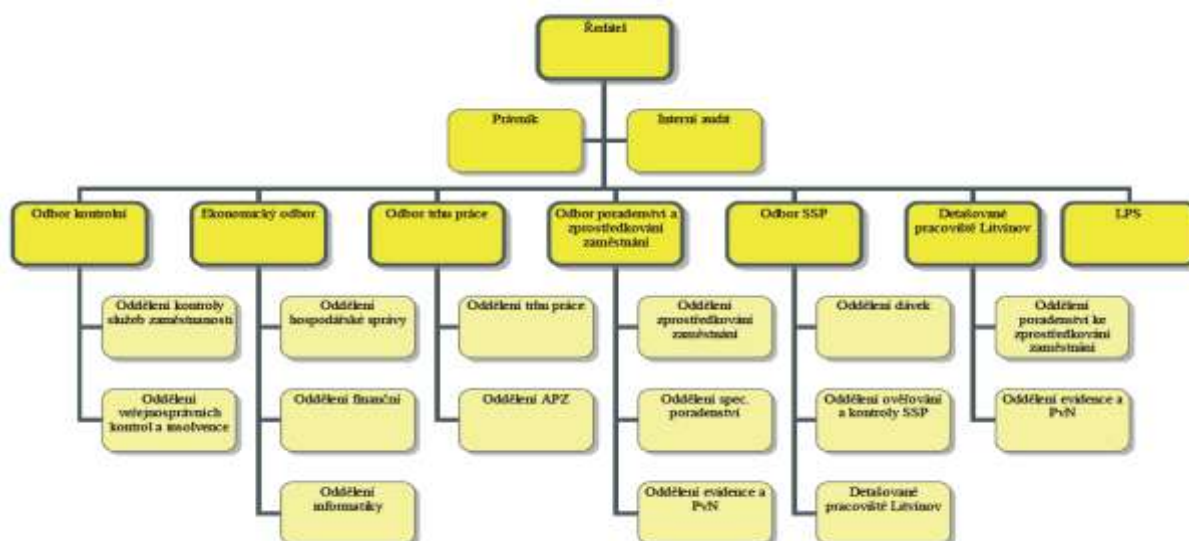 Ředitel
Právník
Interní audit
Odbor kontrolní
Ekonomický odbor
Odbor trhu práce
Odbor poradenství a
zprostředkování
zaměstnání
Odbor SSP
Detašované
pracoviště Litvínov
LPS
Oddělení kontroly
služeb zaměstnanosti
Oddělení
hospodářské správy
Oddělení trhu práce
Oddělení
zprostředkování
zaměstnání
Oddělení dávek
Oddělení
poradenství ke
zprostředkování
zaměstnání
Oddělení
veřejnosprávních
kontrol a insolvence
Oddělení finanční
Oddělení APZ
Oddělení spec.
poradenství
Oddělení ověřování
a kontroly SSP
Oddělení evidence a
PvN
Oddělení
informatiky
Oddělení evidence a
PvN
Detašované
pracoviště Litvínov